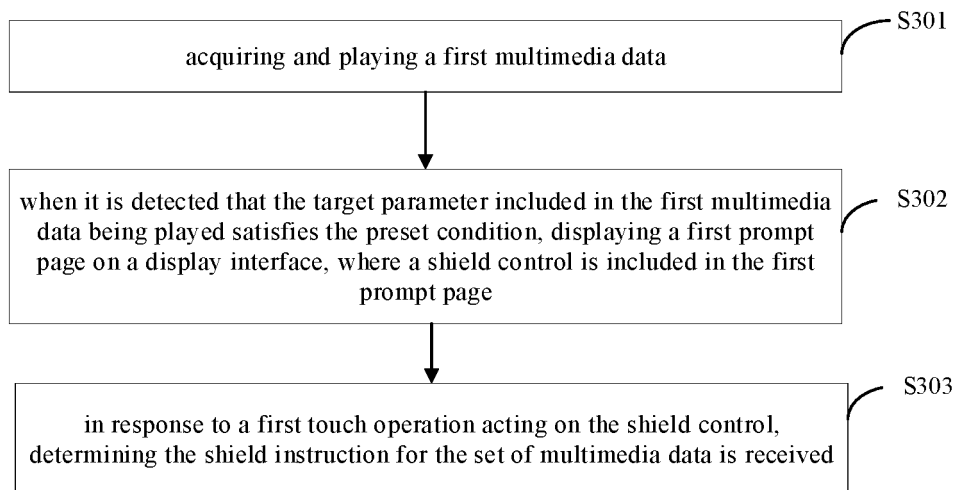 S301
acquiring and playing a first multimedia data
S302
when it is detected that the target parameter included in the first multimedia
data being played satisfies the preset condition, displaying a first prompt
page on a display interface, where a shield control is included in the first
prompt page
S303
in response to a first touch operation acting on the shield control,
determining the shield instruction for the set of multimedia data is received